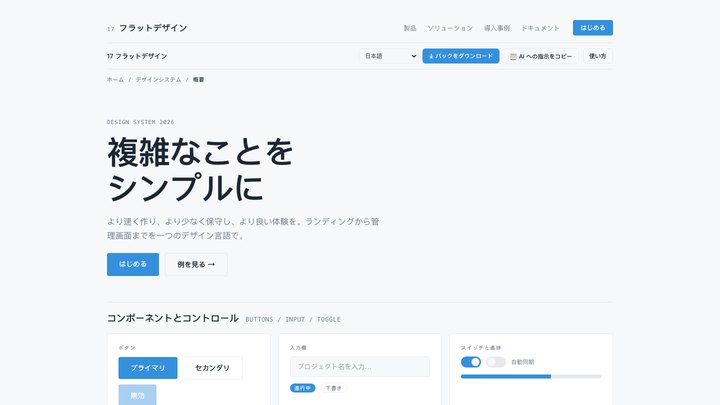 17 フラットデザイン
製品 ソリューション 導入事例 ドキュメント はじめる
17 フラットデザイン
日本語 パックをダウンロード AI への指示をコピー 使い方
ホーム / デザインシステム / 概要
DESIGN SYSTEM 2026
複雑なことを
シンプルに
より速く作り、より少なく保守し、より良い体験を。ランディングから管
理画面までを一つのデザイン言語で。
はじめる 例を見る →
コンポーネントとコントロール BUTTONS / INPUT / TOGGLE
ボタン
プライマリ セカンダリ
無効
入力欄
プロジェクト名を入力...
進行中 下書き
スイッチと進捗
自動同期